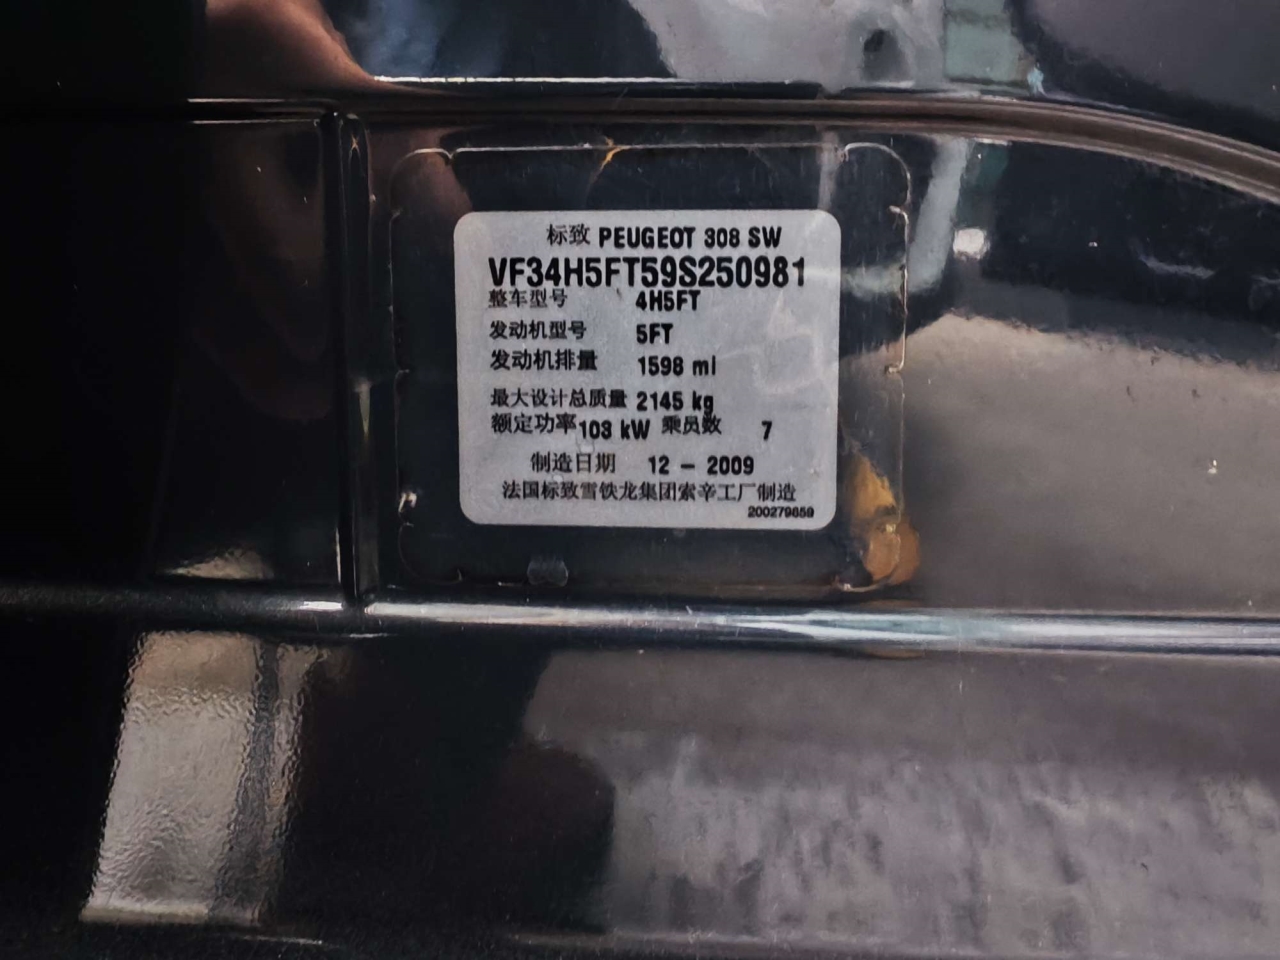 标致 PEUGEOT 308 SW
VF34H5FT59S250981
整车型号 4H5FT
发动机型号 5FT
发动机排量 1598 ml
最大设计总质量 2145 kg
额定功率 103 kW 乘员数 7
制造日期 12 - 2009
法国标致雪铁龙集团索辛工厂制造
200279659